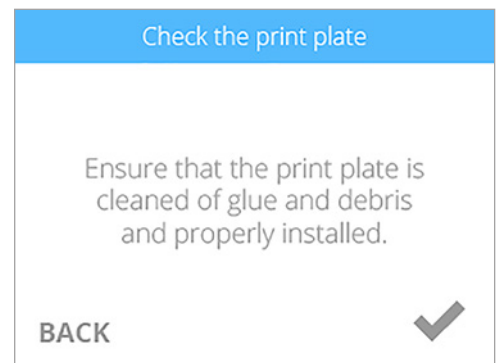 Check the print plate
Ensure that the print plate is
cleaned of glue and debris
and properly installed.
BACK